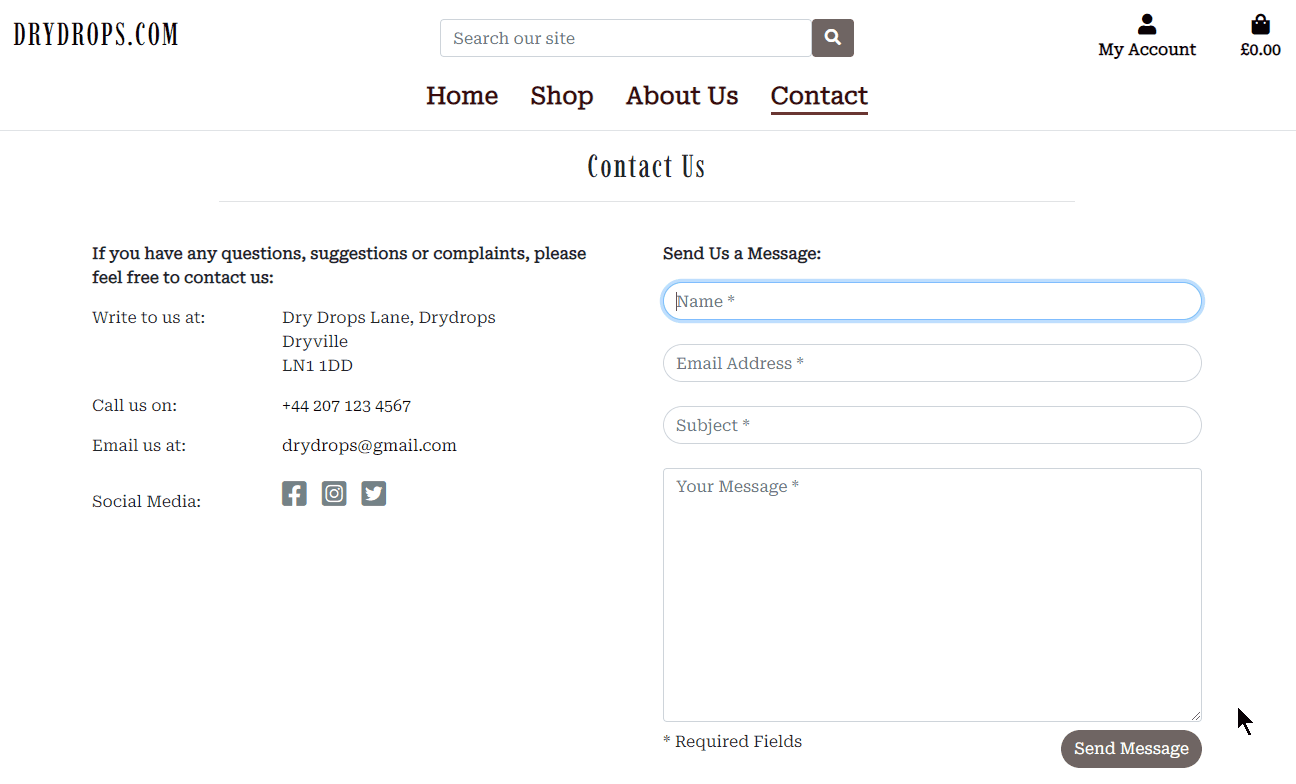 DRYDROPS.COM
Search our site
My Account
£0.00
Home Shop About Us Contact
Contact Us
If you have any questions, suggestions or complaints, please
feel free to contact us:
Write to us at: Dry Drops Lane, Drydrops
Dryville
LN1 1DD
Call us on: +44 207 123 4567
Email us at: drydrops@gmail.com
Social Media:
Send Us a Message:
Name *
Email Address *
Subject *
Your Message *
* Required Fields
Send Message